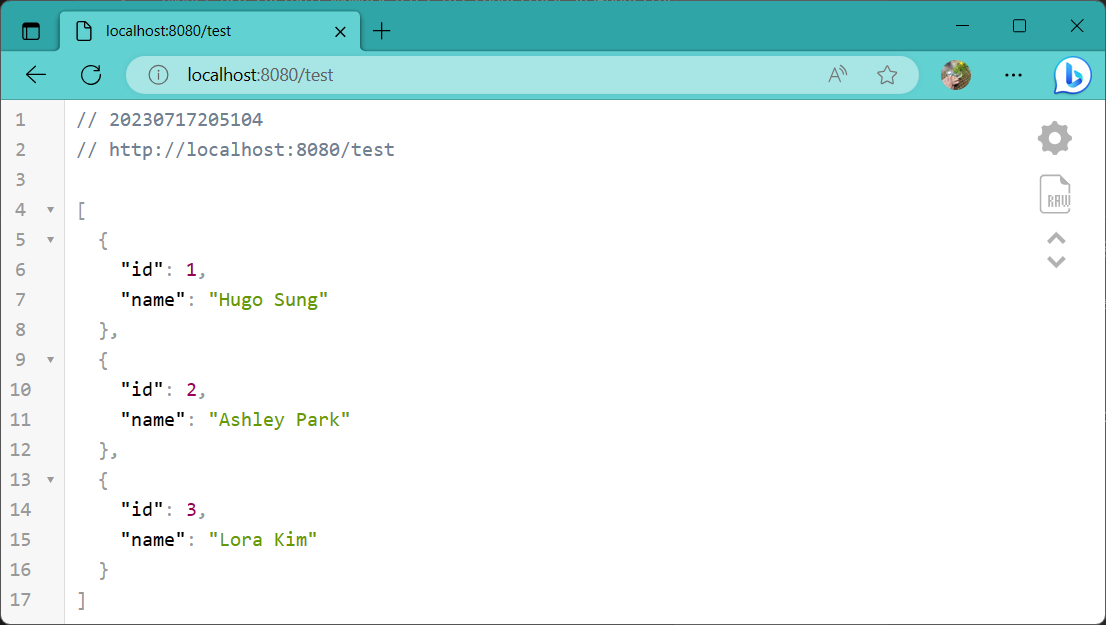 localhost:8080/test
localhost:8080/test
1 // 20230717205104
2 // http://localhost:8080/test
3
4 [
5 {
6 "id": 1,
7 "name": "Hugo Sung"
8 },
9 {
10 "id": 2,
11 "name": "Ashley Park"
12 },
13 {
14 "id": 3,
15 "name": "Lora Kim"
16 }
17 ]
RAW